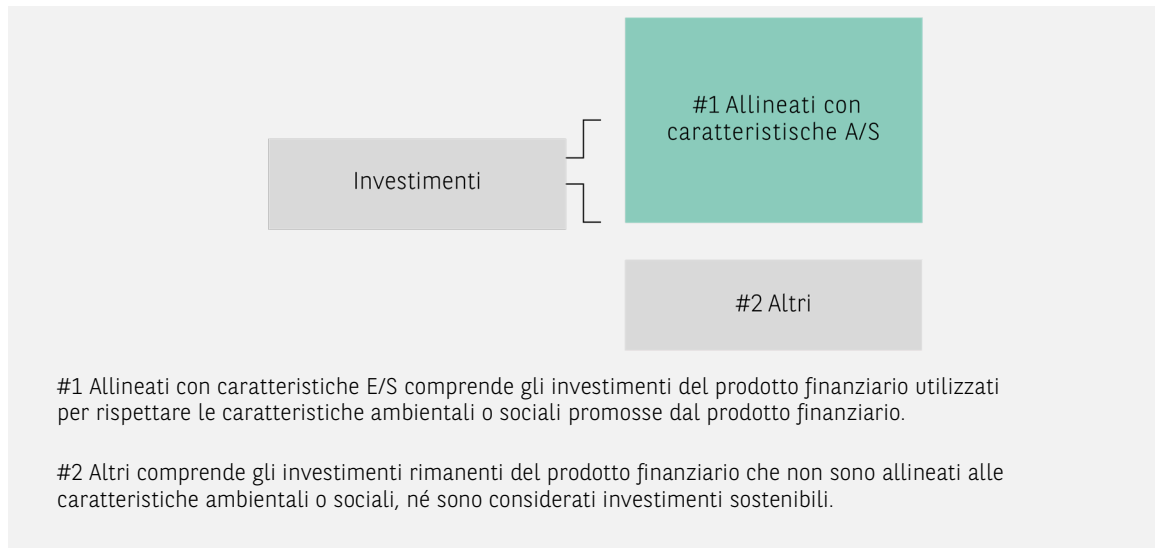 #1 Allineati con
caratteristische A/S
Investimenti
#2 Altri
#1 Allineati con caratteristiche E/S comprende gli investimenti del prodotto finanziario utilizzati
per rispettare le caratteristiche ambientali o sociali promosse dal prodotto finanziario.
#2 Altri comprende gli investimenti rimanenti del prodotto finanziario che non sono allineati alle
caratteristiche ambientali o sociali, né sono considerati investimenti sostenibili.